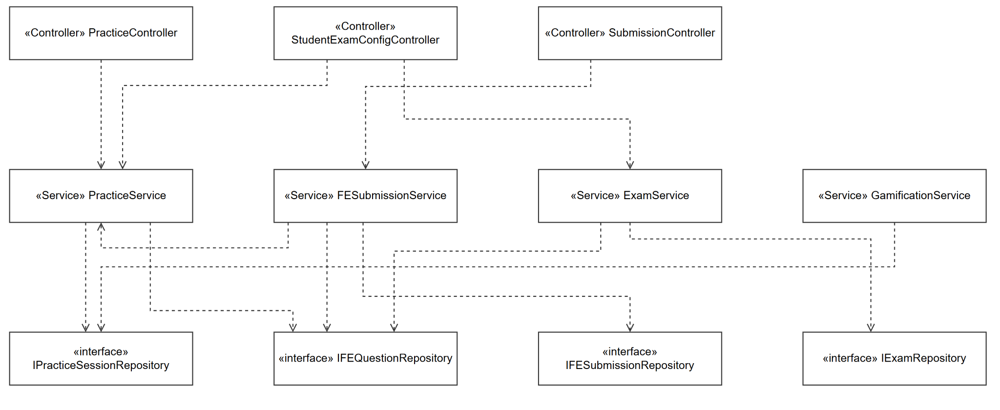 «Controller» PracticeController
«Controller»
StudentExamConfigController
«Controller» SubmissionController
«Service» PracticeService
«Service» FESubmissionService
«Service» ExamService
«Service» GamificationService
«interface»
IPracticeSessionRepository
«interface» IFEQuestionRepository
«interface»
IFESubmissionRepository
«interface» IExamRepository